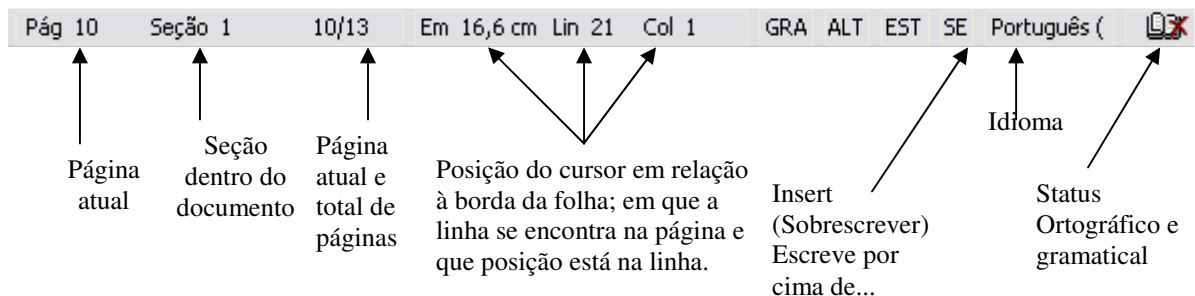 Pág 10 Seção 1 10/13 Em 16,6 cm Lin 21 Col 1 GRA ALT EST SE Português (
Página
atual
Seção
dentro do
documento
Página
atual e
total de
páginas
Posição do cursor em relação
à borda da folha; em que a
linha se encontra na página e
que posição está na linha.
Insert
(Sobrescrever)
Escreve por
cima de...
Idioma
Status
Ortográfico e
gramatical